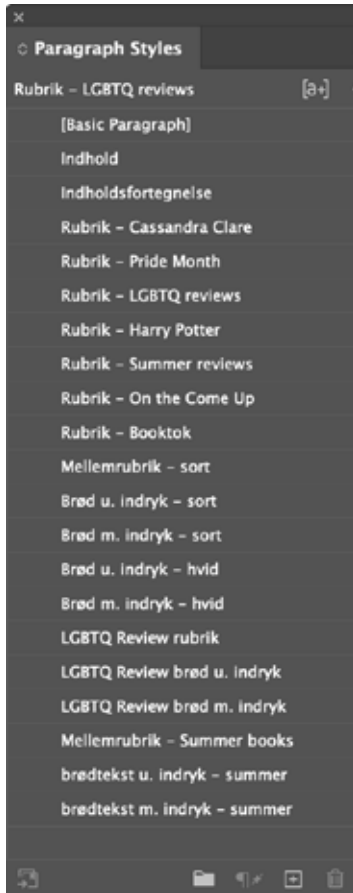 Paragraph Styles
Rubrik – LGBTQ reviews
[a+]
[Basic Paragraph]
Indhold
Indholdsfortegnelse
Rubrik – Cassandra Clare
Rubrik – Pride Month
Rubrik – LGBTQ reviews
Rubrik – Harry Potter
Rubrik – Summer reviews
Rubrik – On the Come Up
Rubrik – Booktok
Mellemrubrik – sort
Brød u. indryk – sort
Brød m. indryk – sort
Brød u. indryk – hvid
Brød m. indryk – hvid
LGBTQ Review rubrik
LGBTQ Review brød u. indryk
LGBTQ Review brød m. indryk
Mellemrubrik – Summer books
brødtekst u. indryk – summer
brødtekst m. indryk – summer